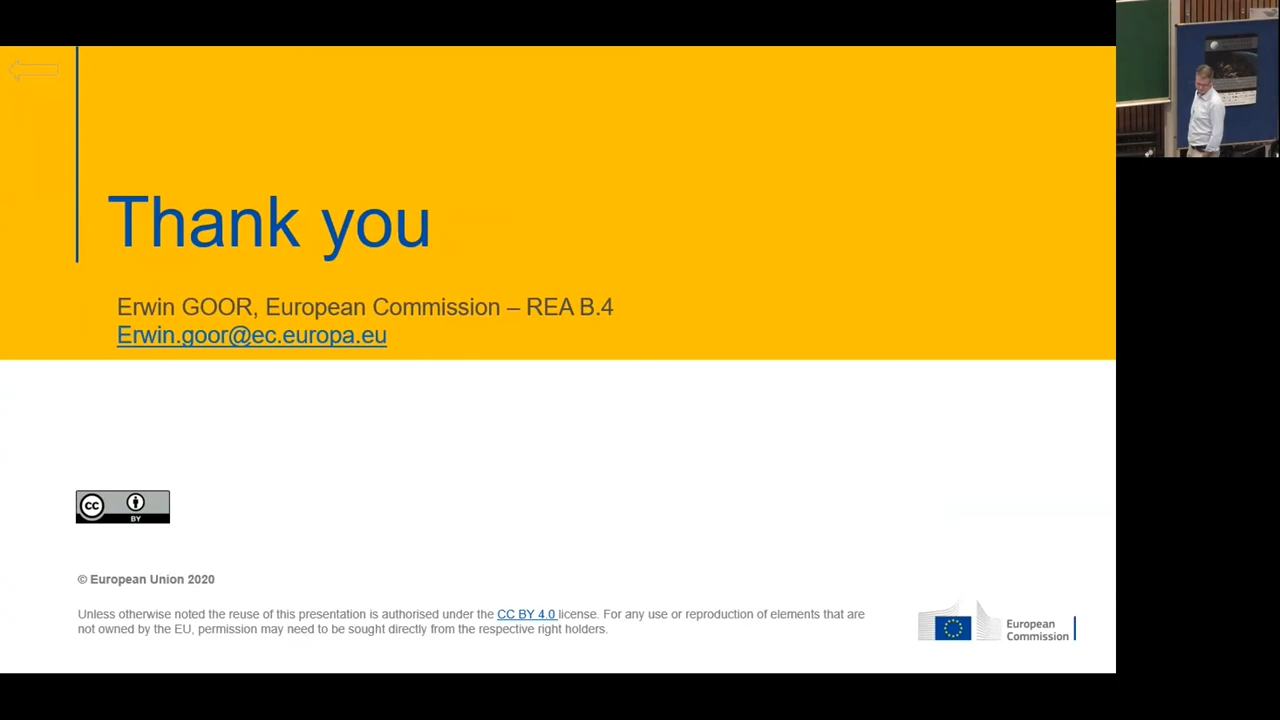 Thank you
Erwin GOOR, European Commission – REA B.4
Erwin.goor@ec.europa.eu
cc
BY
© European Union 2020
Unless otherwise noted the reuse of this presentation is authorised under the CC BY 4.0 license. For any use or reproduction of elements that are
not owned by the EU, permission may need to be sought directly from the respective right holders.
European
Commission